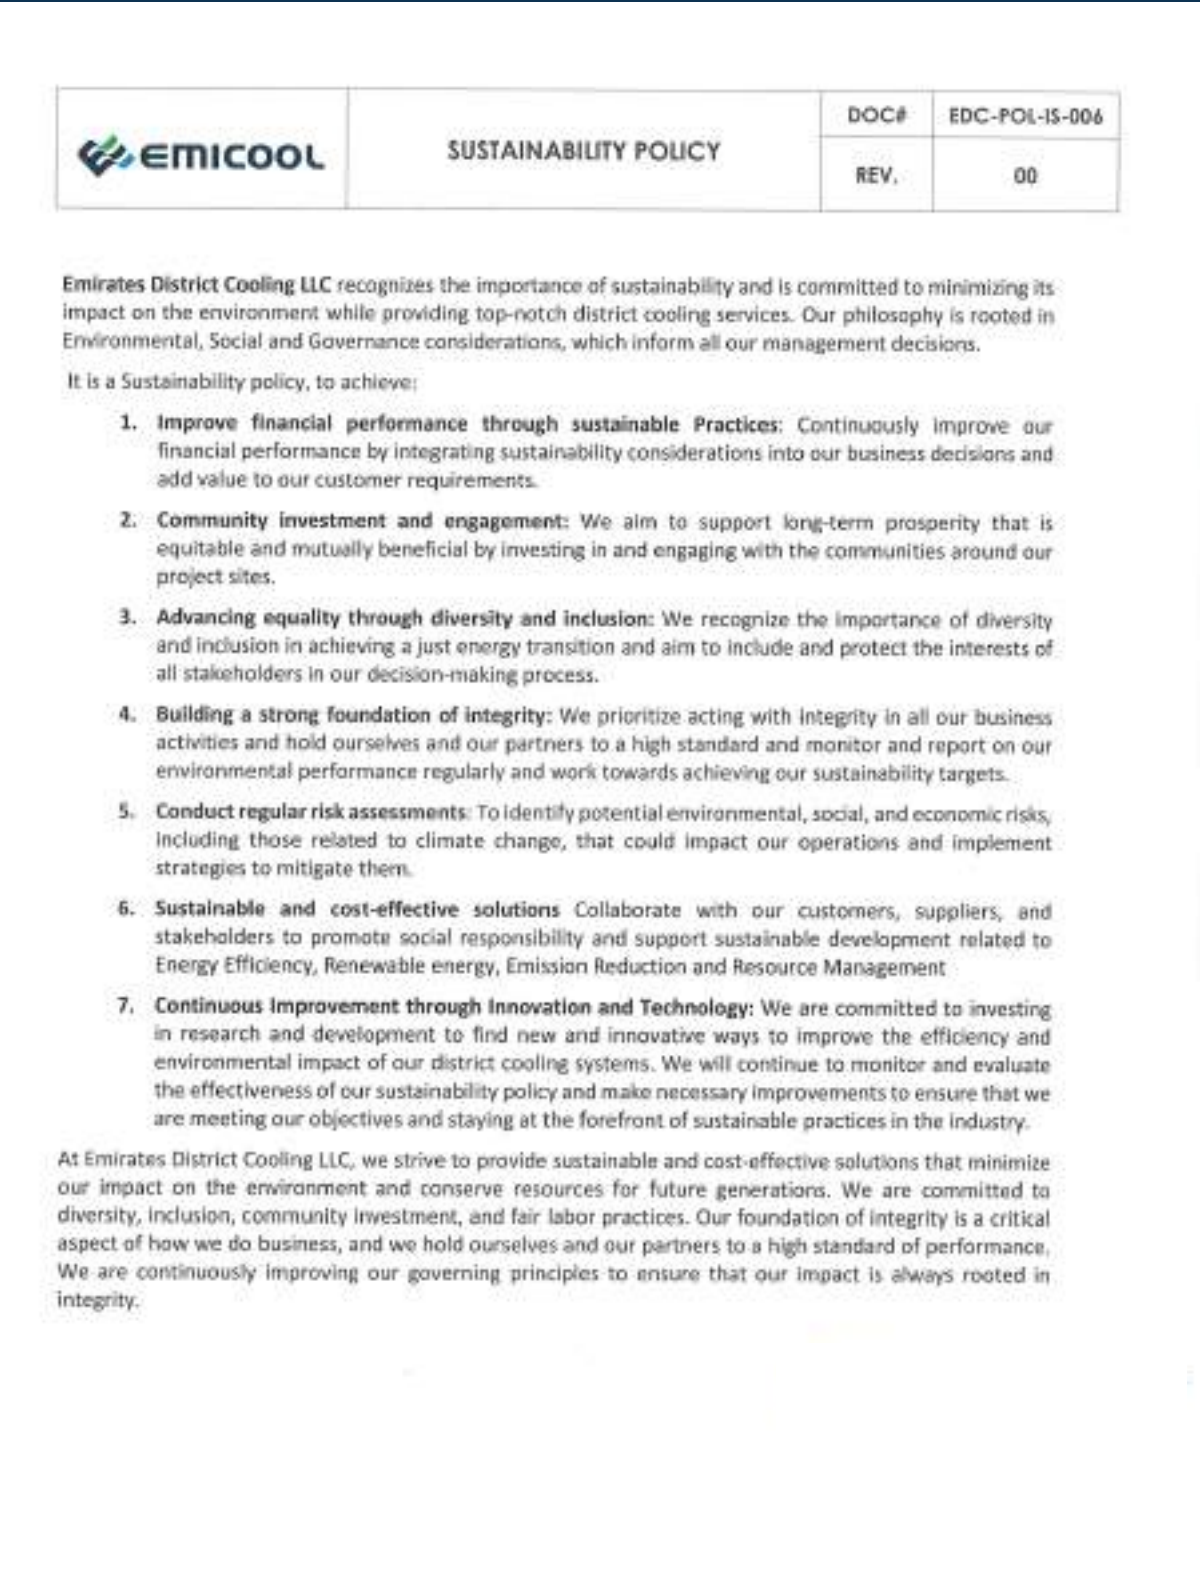 EMICOOL
SUSTAINABILITY POLICY
DOC#
EDC-POL-IS-006
REV.
00
Emirates District Cooling LLC recognizes the importance of sustainability and is committed to minimizing its
impact on the environment while providing top-notch district cooling services. Our philosophy is rooted in
Environmental, Social and Governance considerations, which inform all our management decisions.
It is a Sustainability policy, to achieve:
1. Improve financial performance through sustainable Practices: Continuously improve our
financial performance by integrating sustainability considerations into our business decisions and
add value to our customer requirements.
2. Community investment and engagement: We aim to support long-term prosperity that is
equitable and mutually beneficial by investing in and engaging with the communities around our
project sites.
3. Advancing equality through diversity and inclusion: We recognize the importance of diversity
and inclusion in achieving a just energy transition and aim to include and protect the interests of
all stakeholders in our decision-making process.
4. Building a strong foundation of integrity: We prioritize acting with integrity in all our business
activities and hold ourselves and our partners to a high standard and monitor and report on our
environmental performance regularly and work towards achieving our sustainability targets.
5. Conduct regular risk assessments: To identify potential environmental, social, and economic risks,
including those related to climate change, that could impact our operations and implement
strategies to mitigate them.
6. Sustainable and cost-effective solutions Collaborate with our customers, suppliers, and
stakeholders to promote social responsibility and support sustainable development related to
Energy Efficiency, Renewable energy, Emission Reduction and Resource Management
7. Continuous Improvement through Innovation and Technology: We are committed to investing
in research and development to find new and innovative ways to improve the efficiency and
environmental impact of our district cooling systems. We will continue to monitor and evaluate
the effectiveness of our sustainability policy and make necessary improvements to ensure that we
are meeting our objectives and staying at the forefront of sustainable practices in the industry.
At Emirates District Cooling LLC, we strive to provide sustainable and cost-effective solutions that minimize
our impact on the environment and conserve resources for future generations. We are committed to
diversity, inclusion, community investment, and fair labor practices. Our foundation of integrity is a critical
aspect of how we do business, and we hold ourselves and our partners to a high standard of performance.
We are continuously improving our governing principles to ensure that our impact is always rooted in
integrity.